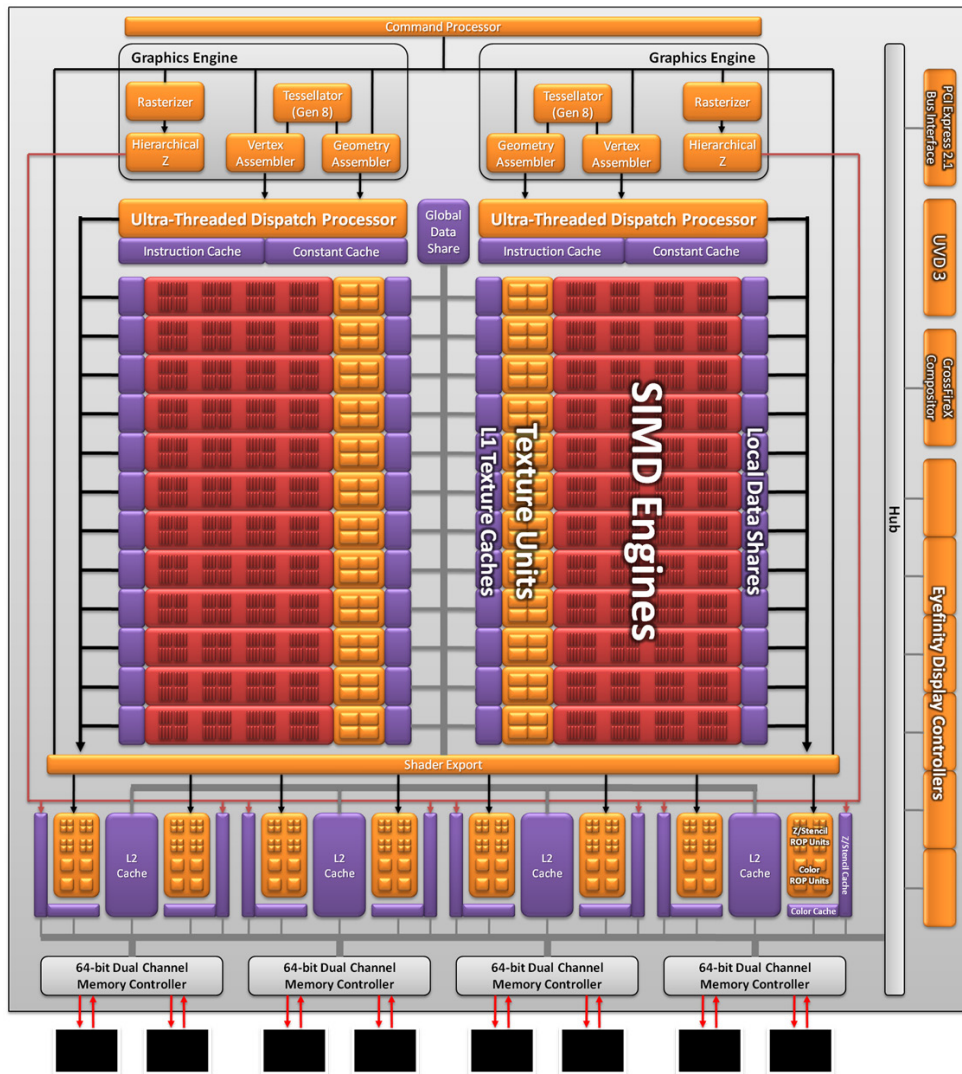 Command Processor
Graphics Engine
Rasterizer
Tessellator
(Gen 8)
Hierarchical
Z
Vertex
Assembler
Geometry
Assembler
Graphics Engine
Tessellator
(Gen 8)
Rasterizer
Geometry
Assembler
Vertex
Assembler
Hierarchical
Z
Ultra-Threaded Dispatch Processor
Instruction Cache
Constant Cache
Global
Data
Share
Ultra-Threaded Dispatch Processor
Instruction Cache
Constant Cache
L1 Texture Caches
Texture Units
SIMD Engines
Local Data Shares
Hub
PCI Express 2.1
Bus Interface
UVD 3
CrossFireX
Compositor
Eyefinity Display Controllers
Shader Export
L2
Cache
L2
Cache
L2
Cache
L2
Cache
Z/Stencil
ROP Units
Color
ROP Units
Z/Stencil Cache
Color Cache
64-bit Dual Channel
Memory Controller
64-bit Dual Channel
Memory Controller
64-bit Dual Channel
Memory Controller
64-bit Dual Channel
Memory Controller